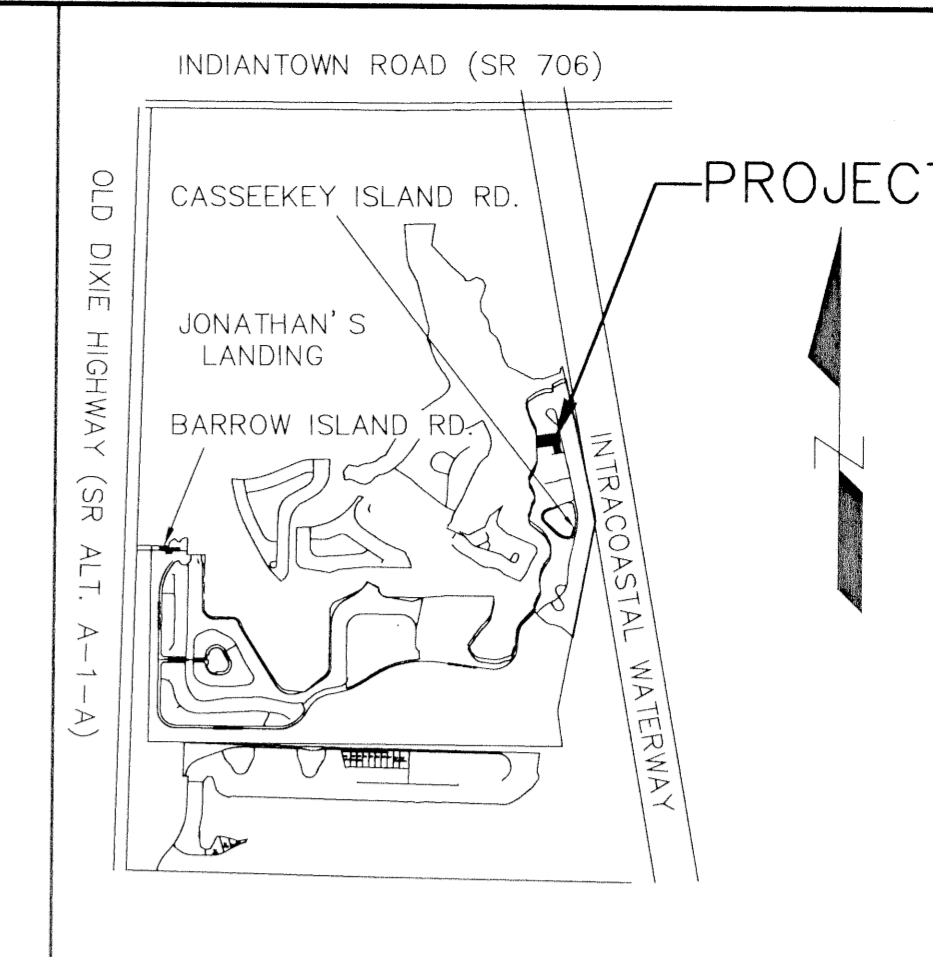 INDIANTOWN ROAD (SR 706)
CASSEEKEY ISLAND RD.
PROJECT
OLD DIXIE HIGHWAY (SR ALT. A-1-A)
JONATHAN'S
LANDING
BARROW ISLAND RD.
INTRACOASTAL WATERWAY
N